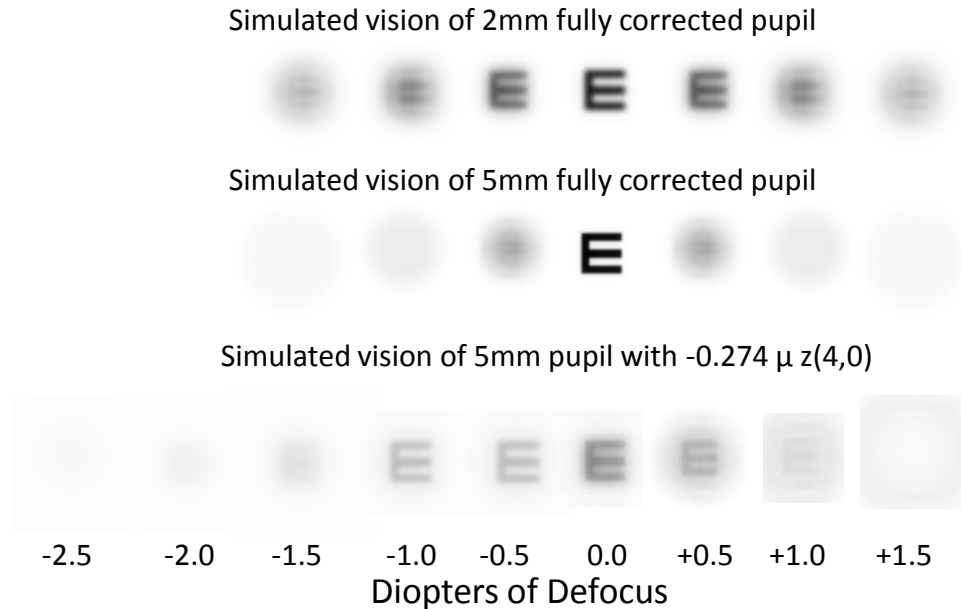 Simulated vision of 2mm fully corrected pupil
E E E E E E E
Simulated vision of 5mm fully corrected pupil
E
Simulated vision of 5mm pupil with -0.274 μ z(4,0)
E E E E E E
-2.5 -2.0 -1.5 -1.0 -0.5 0.0 +0.5 +1.0 +1.5
Diopters of Defocus